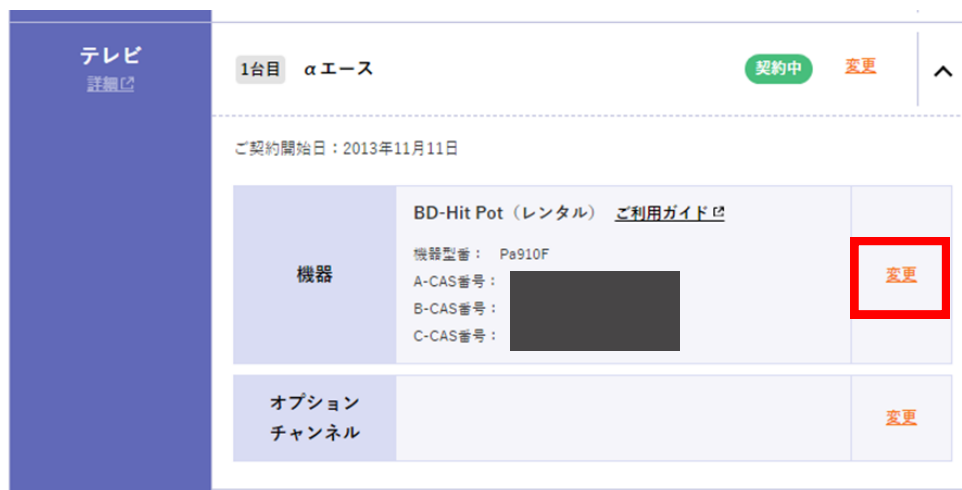 テレビ
詳細
1台目 αエース 契約中 変更
ご契約開始日：2013年11月11日
機器
BD-Hit Pot（レンタル） ご利用ガイド
機器型番： Pa910F
A-CAS番号：
B-CAS番号：
C-CAS番号：
変更
オプション
チャンネル
変更